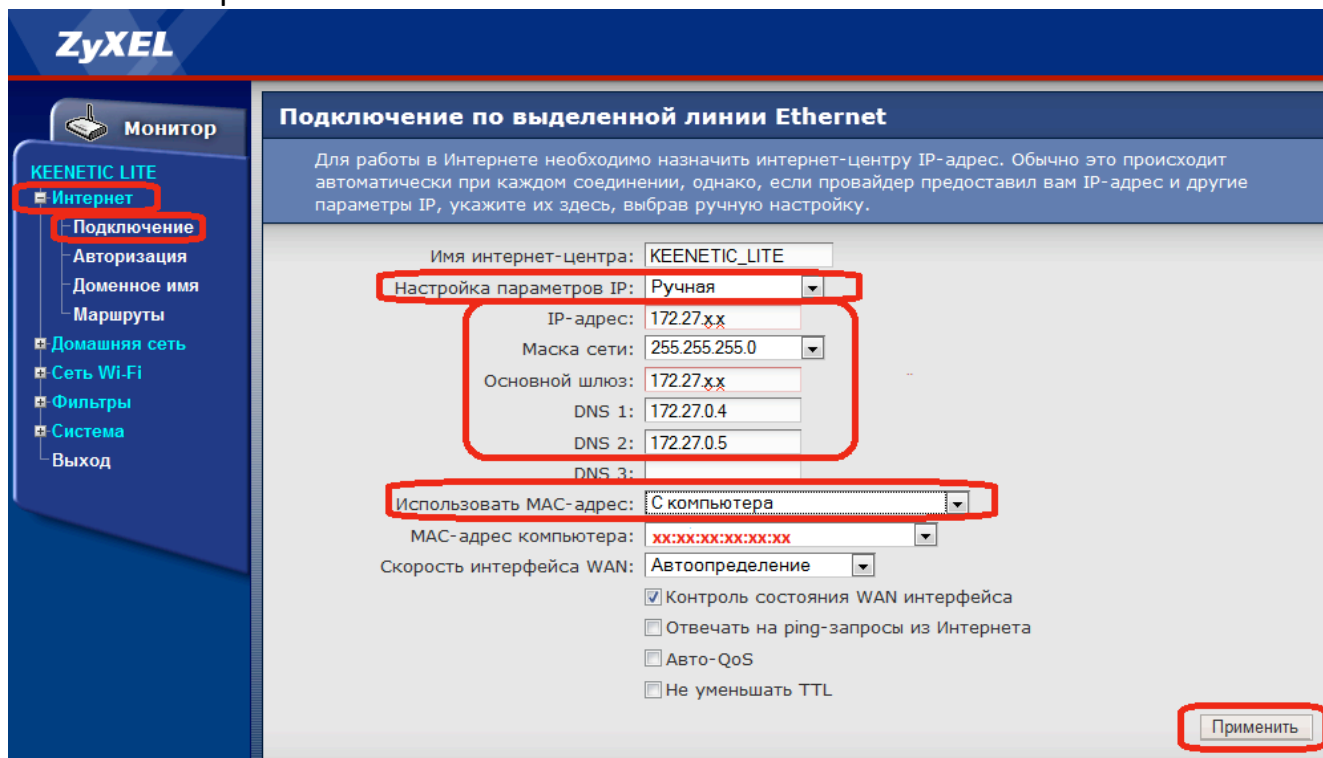 ZyXEL
Монитор
KEENETIC LITE
Интернет
Подключение
Авторизация
Доменное имя
Маршруты
Домашняя сеть
Сеть Wi-Fi
Фильтры
Система
Выход
Подключение по выделенной линии Ethernet
Для работы в Интернете необходимо назначить интернет-центру IP-адрес. Обычно это происходит
автоматически при каждом соединении, однако, если провайдер предоставил вам IP-адрес и другие
параметры IP, укажите их здесь, выбрав ручную настройку.
Имя интернет-центра: KEENETIC_LITE
Настройка параметров IP: Ручная
IP-адрес: 172.27.x.x
Маска сети: 255.255.255.0
Основной шлюз: 172.27.x.x
DNS 1: 172.27.0.4
DNS 2: 172.27.0.5
DNS 3:
Использовать MAC-адрес: С компьютера
MAC-адрес компьютера: xx:xx:xx:xx:xx:xx
Скорость интерфейса WAN: Автоопределение
Контроль состояния WAN интерфейса
Отвечать на ping-запросы из Интернета
Авто-QoS
Не уменьшать TTL
Применить